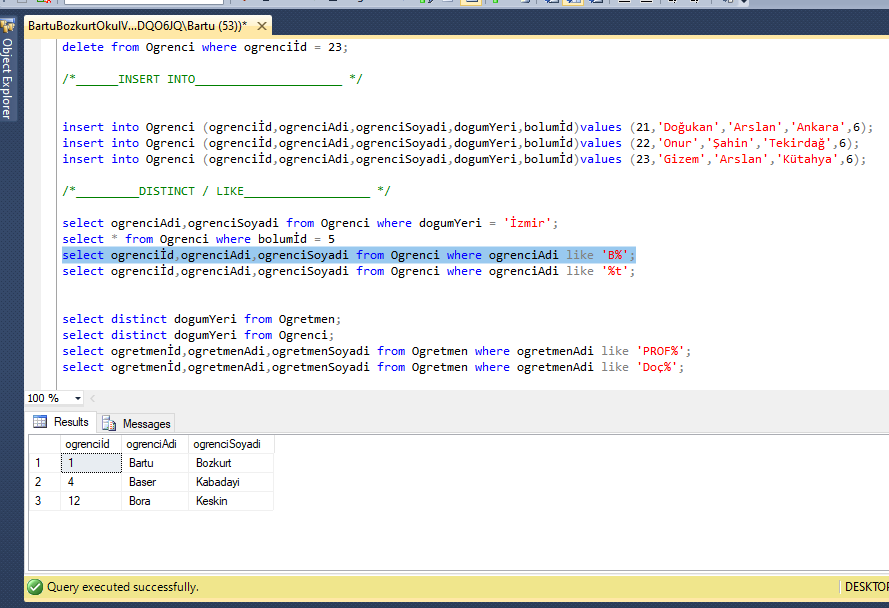 BartuBozkurtOkulV...DQO6JQ\Bartu (53))* ✕
Object Explorer
delete from Ogrenci where ogrenciİd = 23;
/*______INSERT INTO_____________________ */
insert into Ogrenci (ogrenciİd,ogrenciAdi,ogrenciSoyadi,dogumYeri,bolumİd)values (21,'Doğukan','Arslan','Ankara',6);
insert into Ogrenci (ogrenciİd,ogrenciAdi,ogrenciSoyadi,dogumYeri,bolumİd)values (22,'Onur','Şahin','Tekirdağ',6);
insert into Ogrenci (ogrenciİd,ogrenciAdi,ogrenciSoyadi,dogumYeri,bolumİd)values (23,'Gizem','Arslan','Kütahya',6);
/*_________DISTINCT / LIKE__________________ */
select ogrenciAdi,ogrenciSoyadi from Ogrenci where dogumYeri = 'İzmir';
select * from Ogrenci where bolumİd = 5
select ogrenciİd,ogrenciAdi,ogrenciSoyadi from Ogrenci where ogrenciAdi like 'B%';
select ogrenciİd,ogrenciAdi,ogrenciSoyadi from Ogrenci where ogrenciAdi like '%t';
select distinct dogumYeri from Ogretmen;
select distinct dogumYeri from Ogrenci;
select ogretmenİd,ogretmenAdi,ogretmenSoyadi from Ogretmen where ogretmenAdi like 'PROF%';
select ogretmenİd,ogretmenAdi,ogretmenSoyadi from Ogretmen where ogretmenAdi like 'Doç%';
100 %
Results Messages
ogrenciİd ogrenciAdi ogrenciSoyadi
1 1 Bartu Bozkurt
2 4 Baser Kabadayi
3 12 Bora Keskin
Query executed successfully. DESKTOP